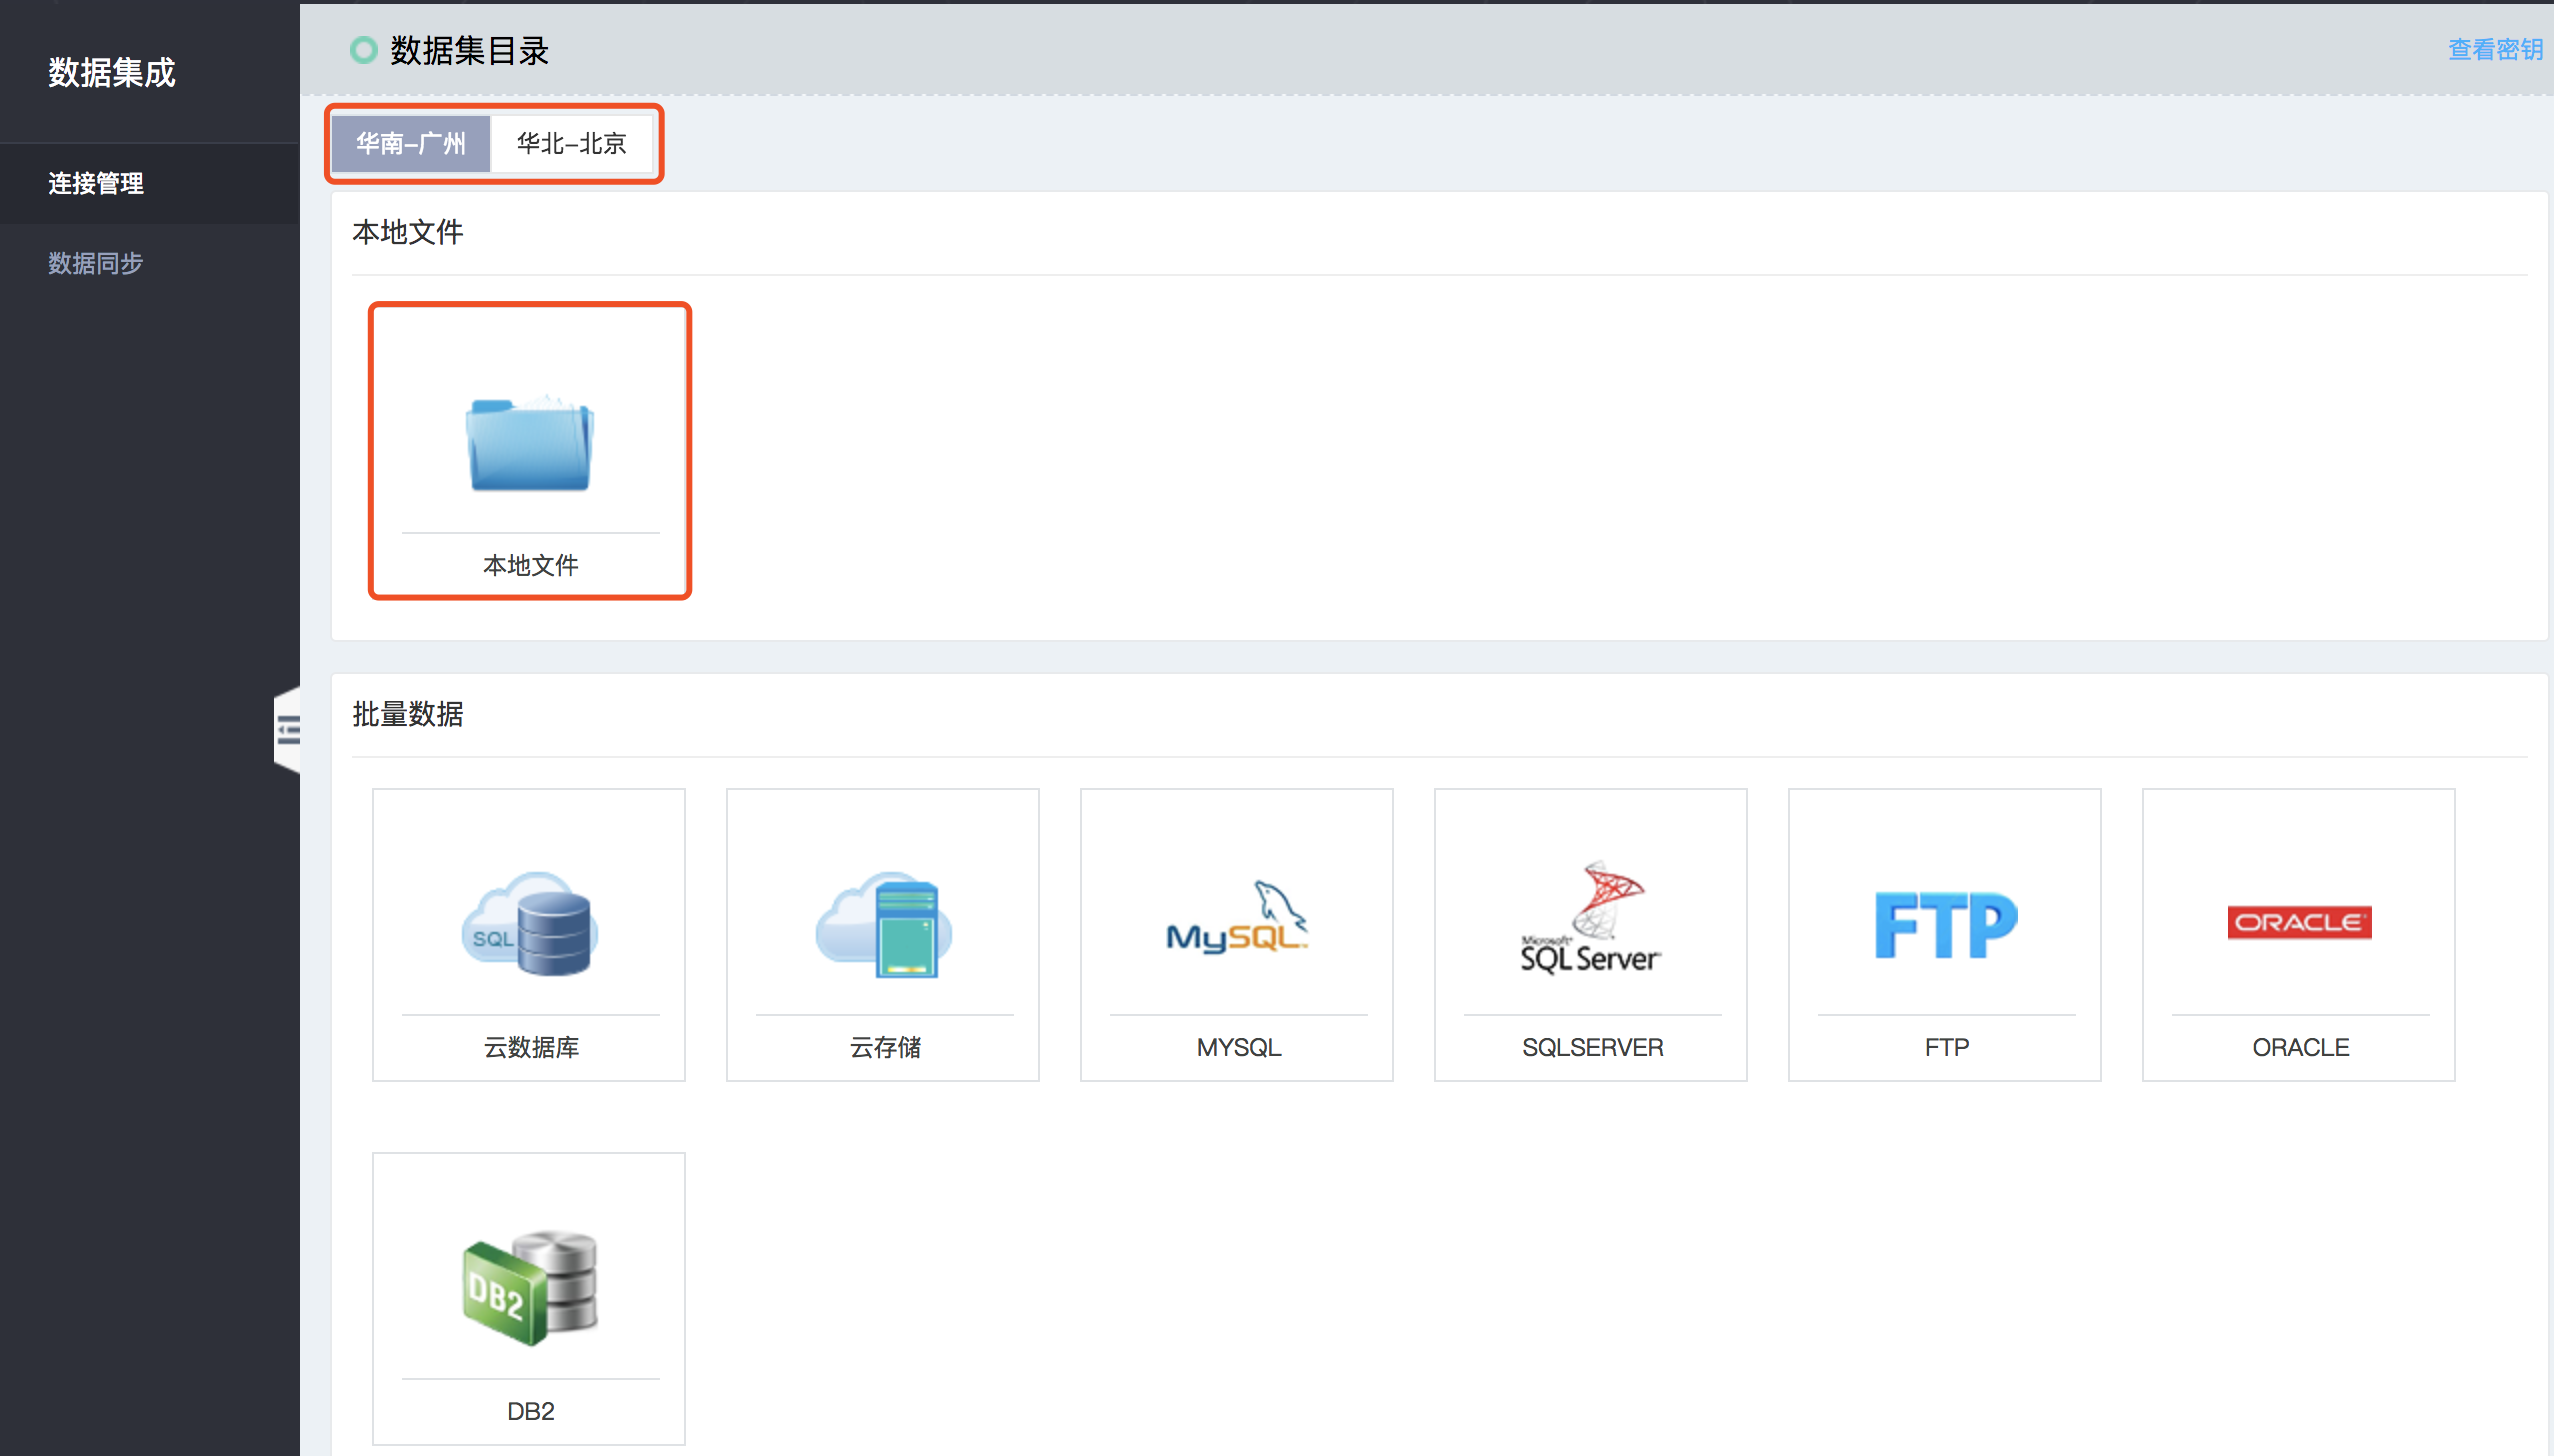 数据集成
连接管理
数据同步
数据集目录
查看密钥
华南-广州
华北-北京
本地文件
本地文件
批量数据
SQL
云数据库
云存储
MySQL
MYSQL
Microsoft
SQL Server
SQLSERVER
FTP
FTP
ORACLE
ORACLE
DB2
DB2